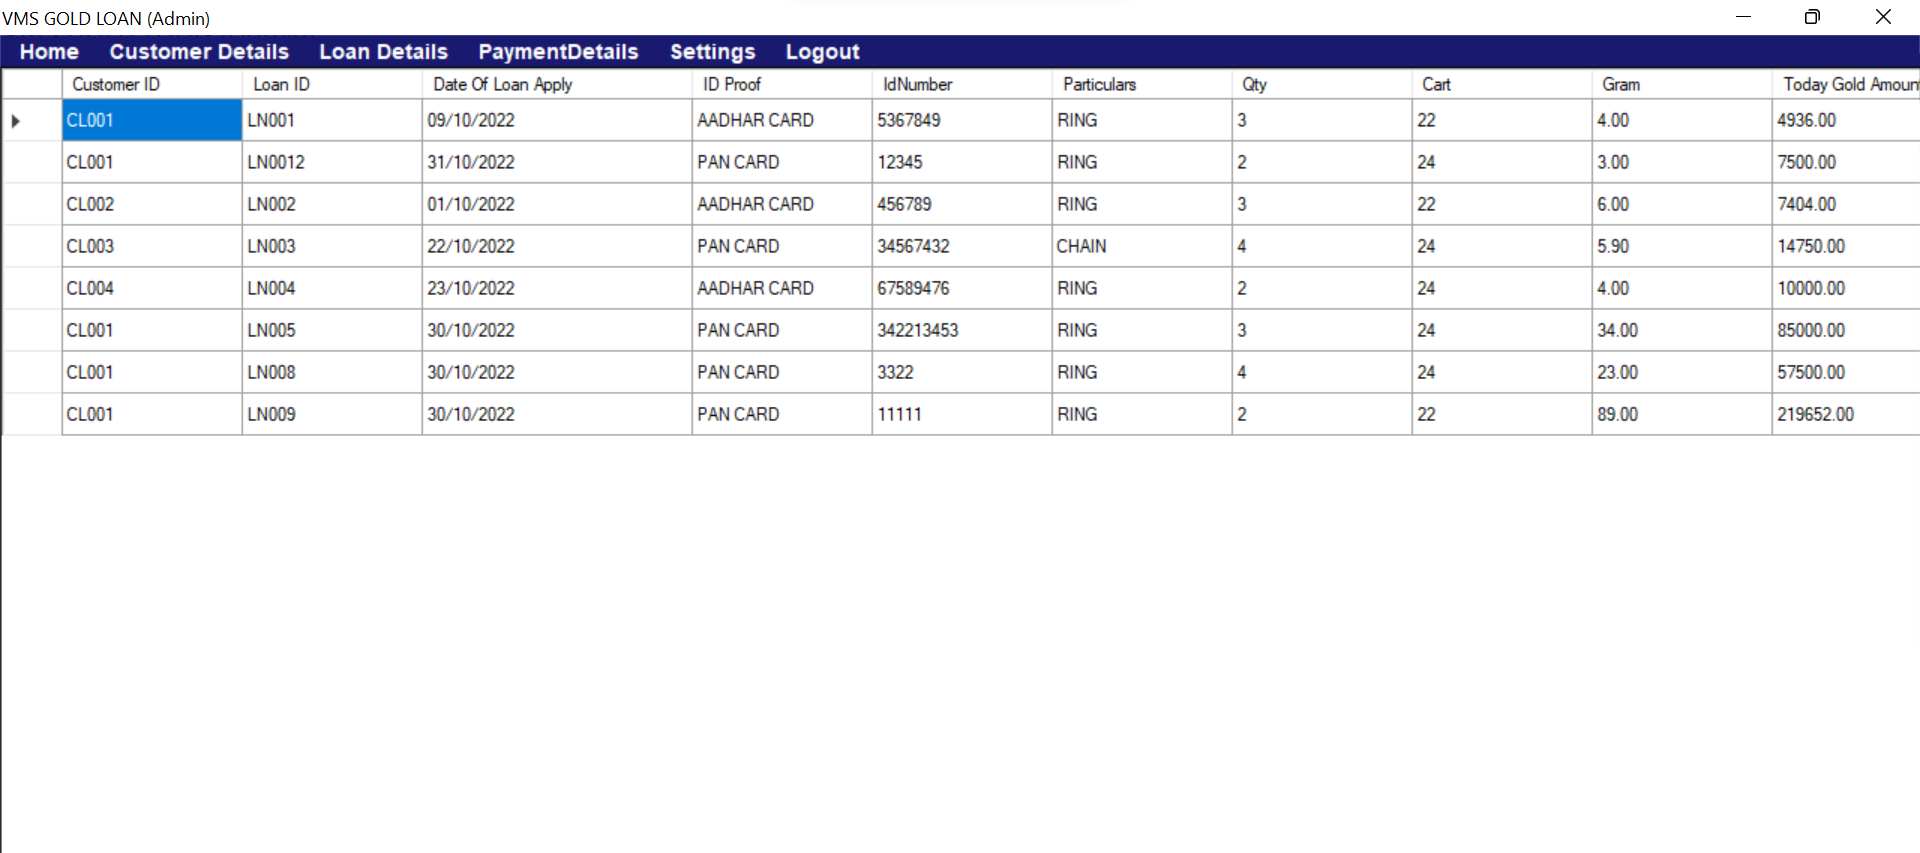 VMS GOLD LOAN (Admin)
Home Customer Details Loan Details PaymentDetails Settings Logout
Customer ID Loan ID Date Of Loan Apply ID Proof IdNumber Particulars Qty Cart Gram Today Gold Amoun
CL001 LN001 09/10/2022 AADHAR CARD 5367849 RING 3 22 4.00 4936.00
CL001 LN0012 31/10/2022 PAN CARD 12345 RING 2 24 3.00 7500.00
CL002 LN002 01/10/2022 AADHAR CARD 456789 RING 3 22 6.00 7404.00
CL003 LN003 22/10/2022 PAN CARD 34567432 CHAIN 4 24 5.90 14750.00
CL004 LN004 23/10/2022 AADHAR CARD 67589476 RING 2 24 4.00 10000.00
CL001 LN005 30/10/2022 PAN CARD 342213453 RING 3 24 34.00 85000.00
CL001 LN008 30/10/2022 PAN CARD 3322 RING 4 24 23.00 57500.00
CL001 LN009 30/10/2022 PAN CARD 11111 RING 2 22 89.00 219652.00